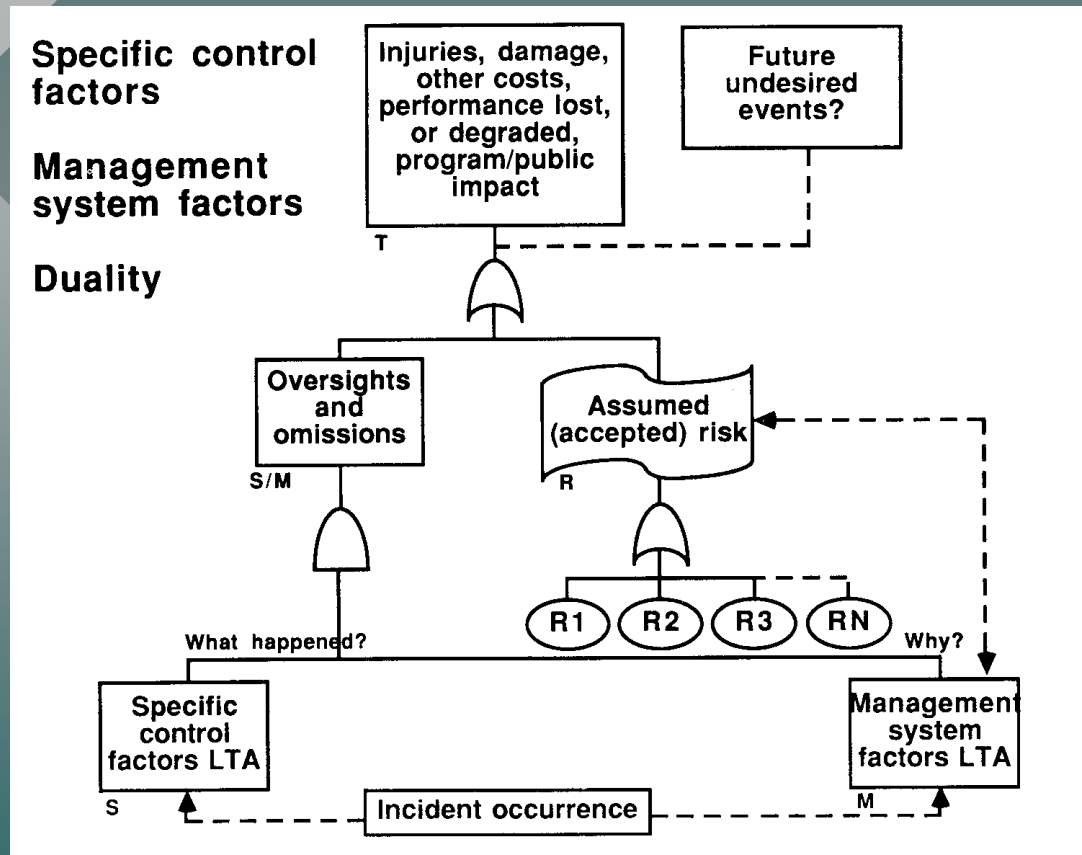 Specific control
factors
Management
system factors
Duality
Injuries, damage,
other costs,
performance lost,
or degraded,
program/public
impact
T
Future
undesired
events?
Oversights
and
omissions
S/M
Assumed
(accepted) risk
R
R1
R2
R3
RN
What happened?
Why?
Specific
control
factors LTA
S
Incident occurrence
Management
system
factors LTA
M